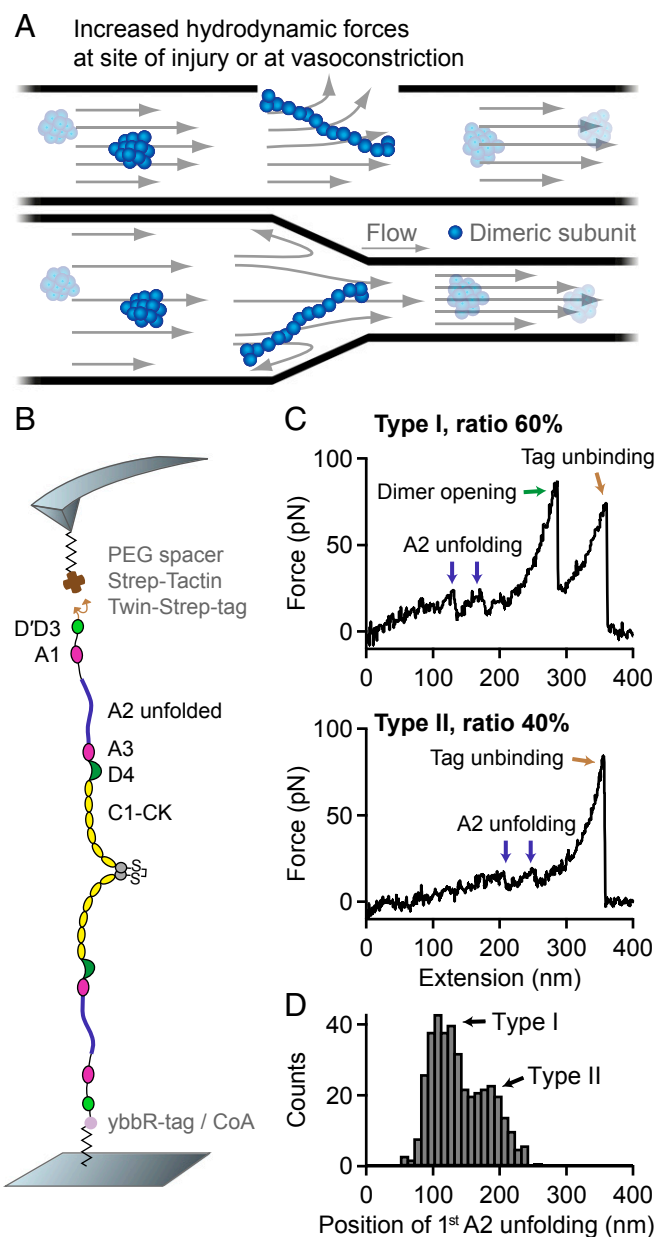 A
Increased hydrodynamic forces
at site of injury or at vasoconstriction
Flow
Dimeric subunit
B
PEG spacer
Strep-Tactin
Twin-Strep-tag
D′D3
A1
A2 unfolded
A3
D4
C1-CK
S
S
ybbR-tag / CoA
C
Type I, ratio 60%
Tag unbinding
Dimer opening
A2 unfolding
Force (pN)
100
50
0
0 100 200 300 400
Type II, ratio 40%
Tag unbinding
A2 unfolding
Force (pN)
100
50
0
0 100 200 300 400
Extension (nm)
D
Type I
Type II
Counts
40
20
0
0 100 200 300 400
Position of 1st A2 unfolding (nm)